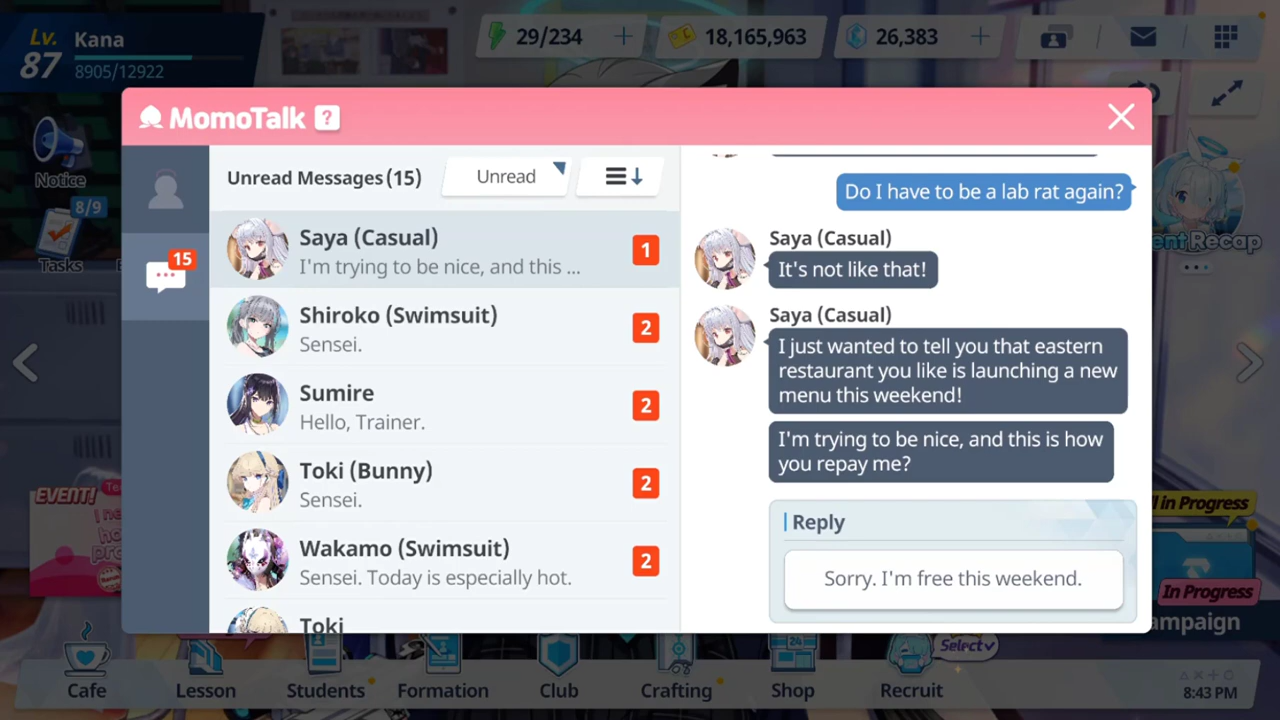 Lv.
87
Kana
8905/12922
29/234
18,165,963
26,383
MomoTalk ?
Notice
8/9
Tasks
15
Unread Messages (15)
Unread
Saya (Casual)
I'm trying to be nice, and this ...
1
Shiroko (Swimsuit)
Sensei.
2
Sumire
Hello, Trainer.
2
Toki (Bunny)
Sensei.
2
Wakamo (Swimsuit)
Sensei. Today is especially hot.
2
Toki
Do I have to be a lab rat again?
Saya (Casual)
It's not like that!
Saya (Casual)
I just wanted to tell you that eastern
restaurant you like is launching a new
menu this weekend!
I'm trying to be nice, and this is how
you repay me?
Reply
Sorry. I'm free this weekend.
Recap
EVENT!
in Progress
In Progress
ampaign
Cafe
Lesson
Students
Formation
Club
Crafting
24
Shop
Recruit
Select
8:43 PM